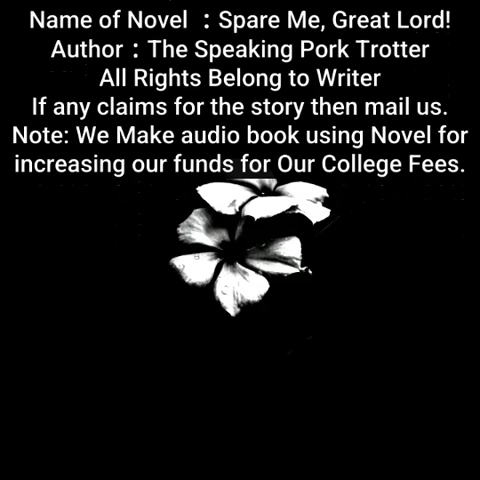 Name of Novel ：Spare Me, Great Lord!
Author：The Speaking Pork Trotter
All Rights Belong to Writer
If any claims for the story then mail us.
Note: We Make audio book using Novel for
increasing our funds for Our College Fees.